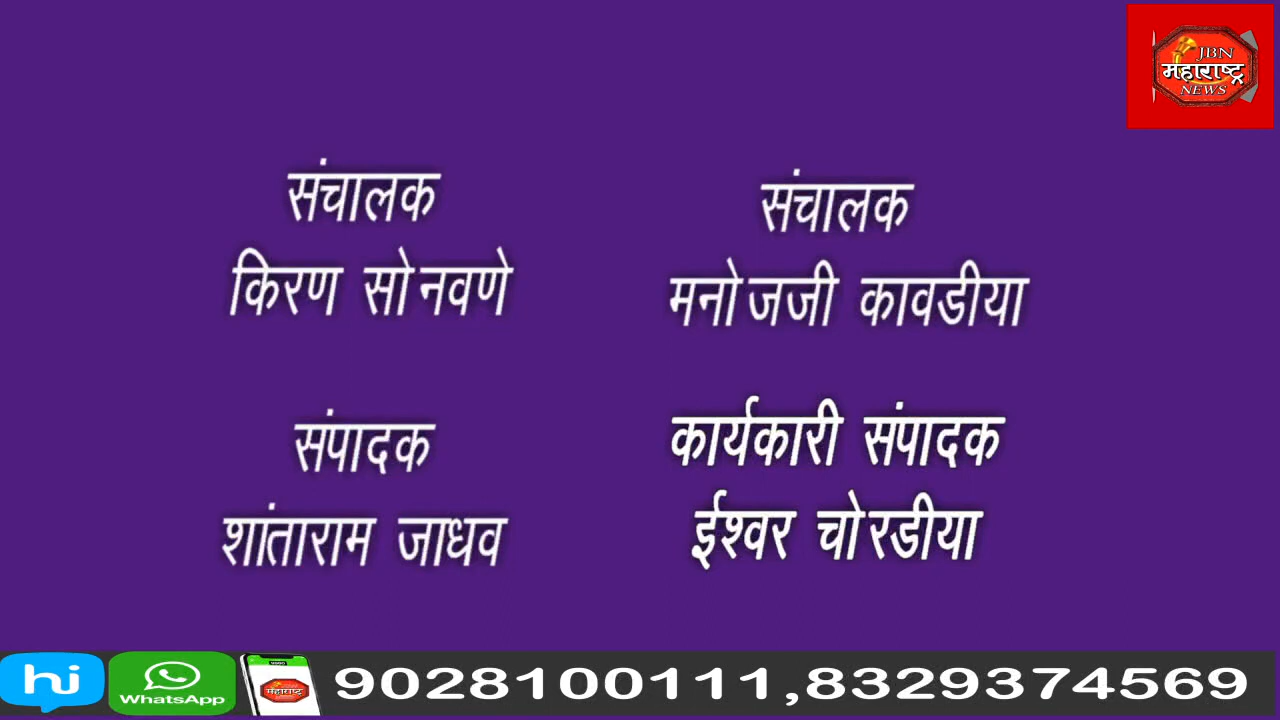 JBN
महाराष्ट्र
NEWS
संचालक
किरण सोनवणे
संचालक
मनोजजी कावडीया
संपादक
शांताराम जाधव
कार्यकारी संपादक
ईश्वर चोरडीया
hi
WhatsApp
महाराष्ट्र
9028100111,8329374569